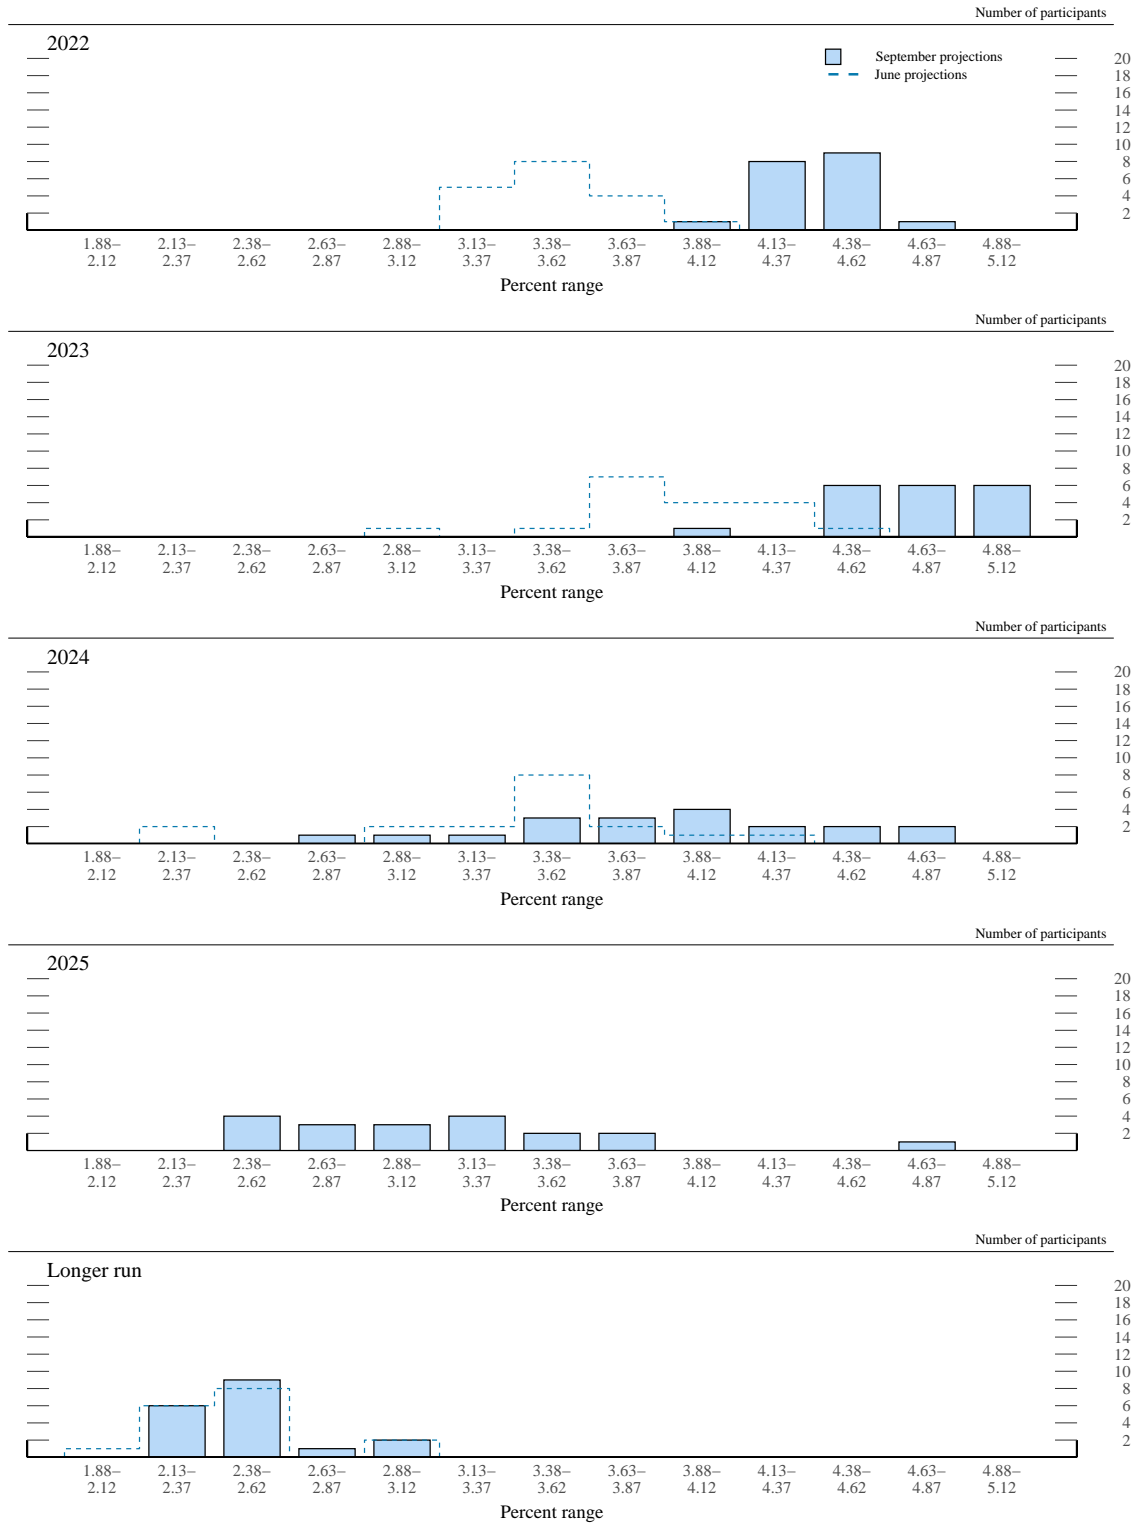 Number of participants
2022
September projections
June projections
20
18
16
14
12
10
8
6
4
2
1.88– 2.13– 2.38– 2.63– 2.88– 3.13– 3.38– 3.63– 3.88– 4.13– 4.38– 4.63– 4.88–
2.12 2.37 2.62 2.87 3.12 3.37 3.62 3.87 4.12 4.37 4.62 4.87 5.12
Percent range
Number of participants
2023
20
18
16
14
12
10
8
6
4
2
1.88– 2.13– 2.38– 2.63– 2.88– 3.13– 3.38– 3.63– 3.88– 4.13– 4.38– 4.63– 4.88–
2.12 2.37 2.62 2.87 3.12 3.37 3.62 3.87 4.12 4.37 4.62 4.87 5.12
Percent range
Number of participants
2024
20
18
16
14
12
10
8
6
4
2
1.88– 2.13– 2.38– 2.63– 2.88– 3.13– 3.38– 3.63– 3.88– 4.13– 4.38– 4.63– 4.88–
2.12 2.37 2.62 2.87 3.12 3.37 3.62 3.87 4.12 4.37 4.62 4.87 5.12
Percent range
Number of participants
2025
20
18
16
14
12
10
8
6
4
2
1.88– 2.13– 2.38– 2.63– 2.88– 3.13– 3.38– 3.63– 3.88– 4.13– 4.38– 4.63– 4.88–
2.12 2.37 2.62 2.87 3.12 3.37 3.62 3.87 4.12 4.37 4.62 4.87 5.12
Percent range
Number of participants
Longer run
20
18
16
14
12
10
8
6
4
2
1.88– 2.13– 2.38– 2.63– 2.88– 3.13– 3.38– 3.63– 3.88– 4.13– 4.38– 4.63– 4.88–
2.12 2.37 2.62 2.87 3.12 3.37 3.62 3.87 4.12 4.37 4.62 4.87 5.12
Percent range